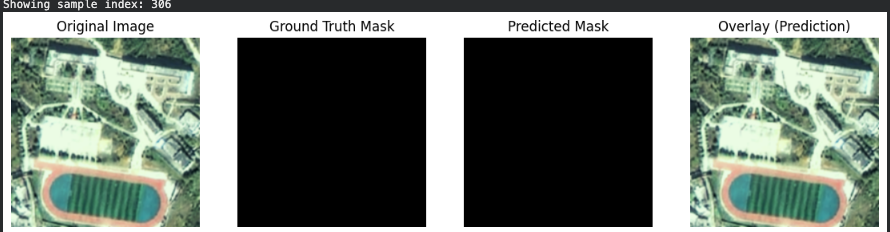 Showing sample index: 306
Original Image
Ground Truth Mask
Predicted Mask
Overlay (Prediction)